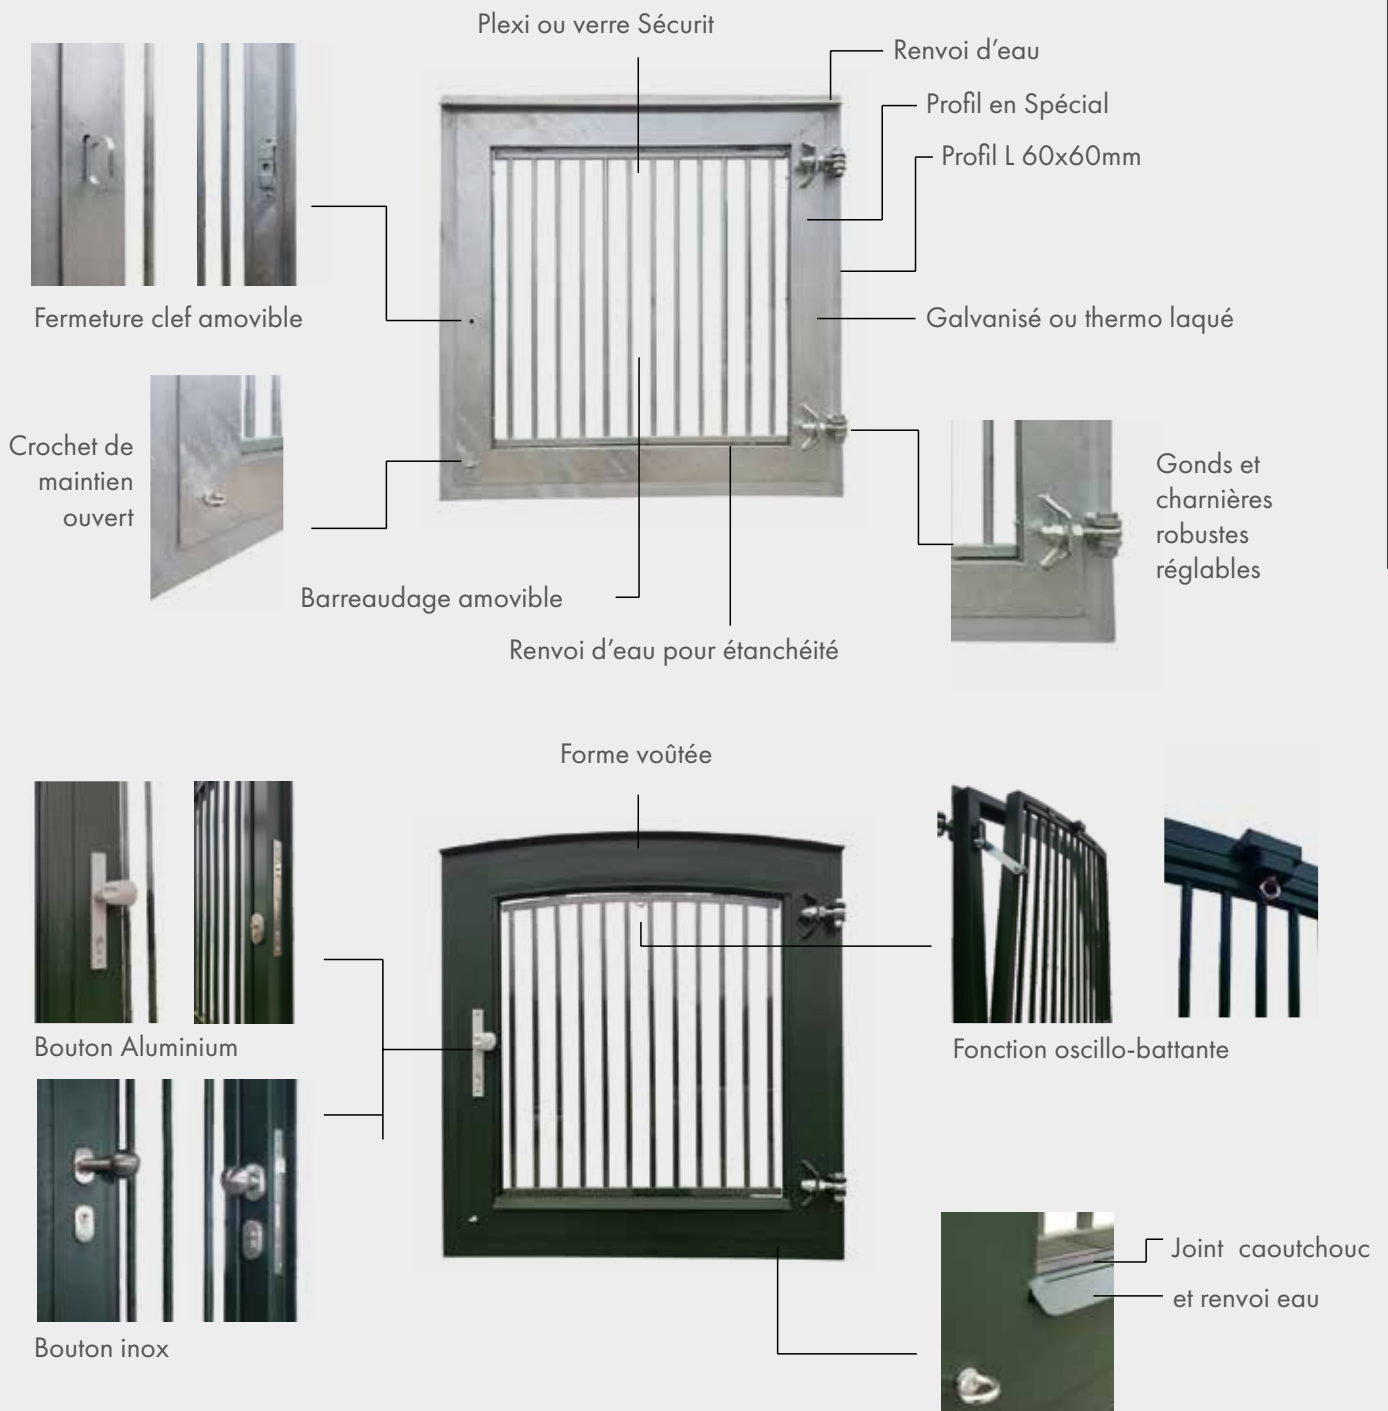 Plexi ou verre Sécurit
Renvoi d'eau
Profil en Spécial
Profil L 60x60mm
Fermeture clef amovible
Galvanisé ou thermo laqué
Crochet de
maintien
ouvert
Gonds et
charnières
robustes
réglables
Barreaudage amovible
Renvoi d'eau pour étanchéité
Forme voûtée
Bouton Aluminium
Fonction oscillo-battante
Bouton inox
Joint caoutchouc
et renvoi eau